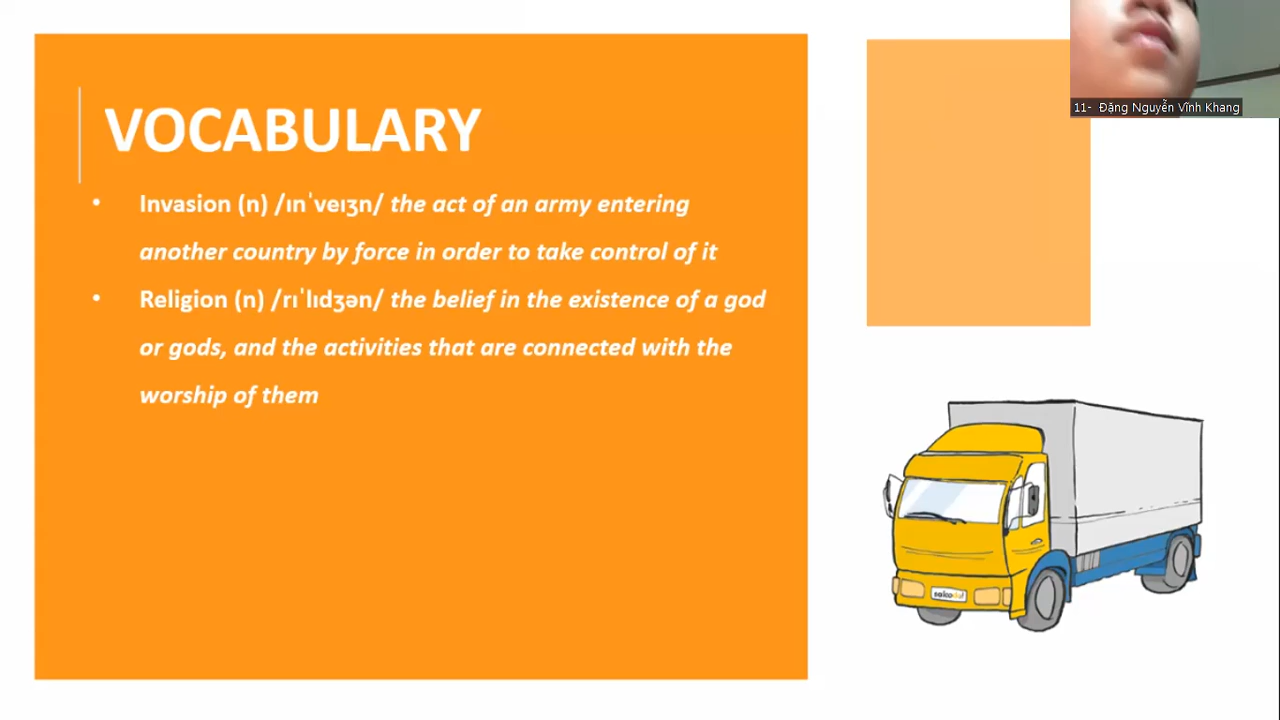 VOCABULARY
• Invasion (n) /ɪnˈveɪʒn/ the act of an army entering
another country by force in order to take control of it
• Religion (n) /rɪˈlɪdʒən/ the belief in the existence of a god
or gods, and the activities that are connected with the
worship of them
11- Đặng Nguyễn Vĩnh Khang